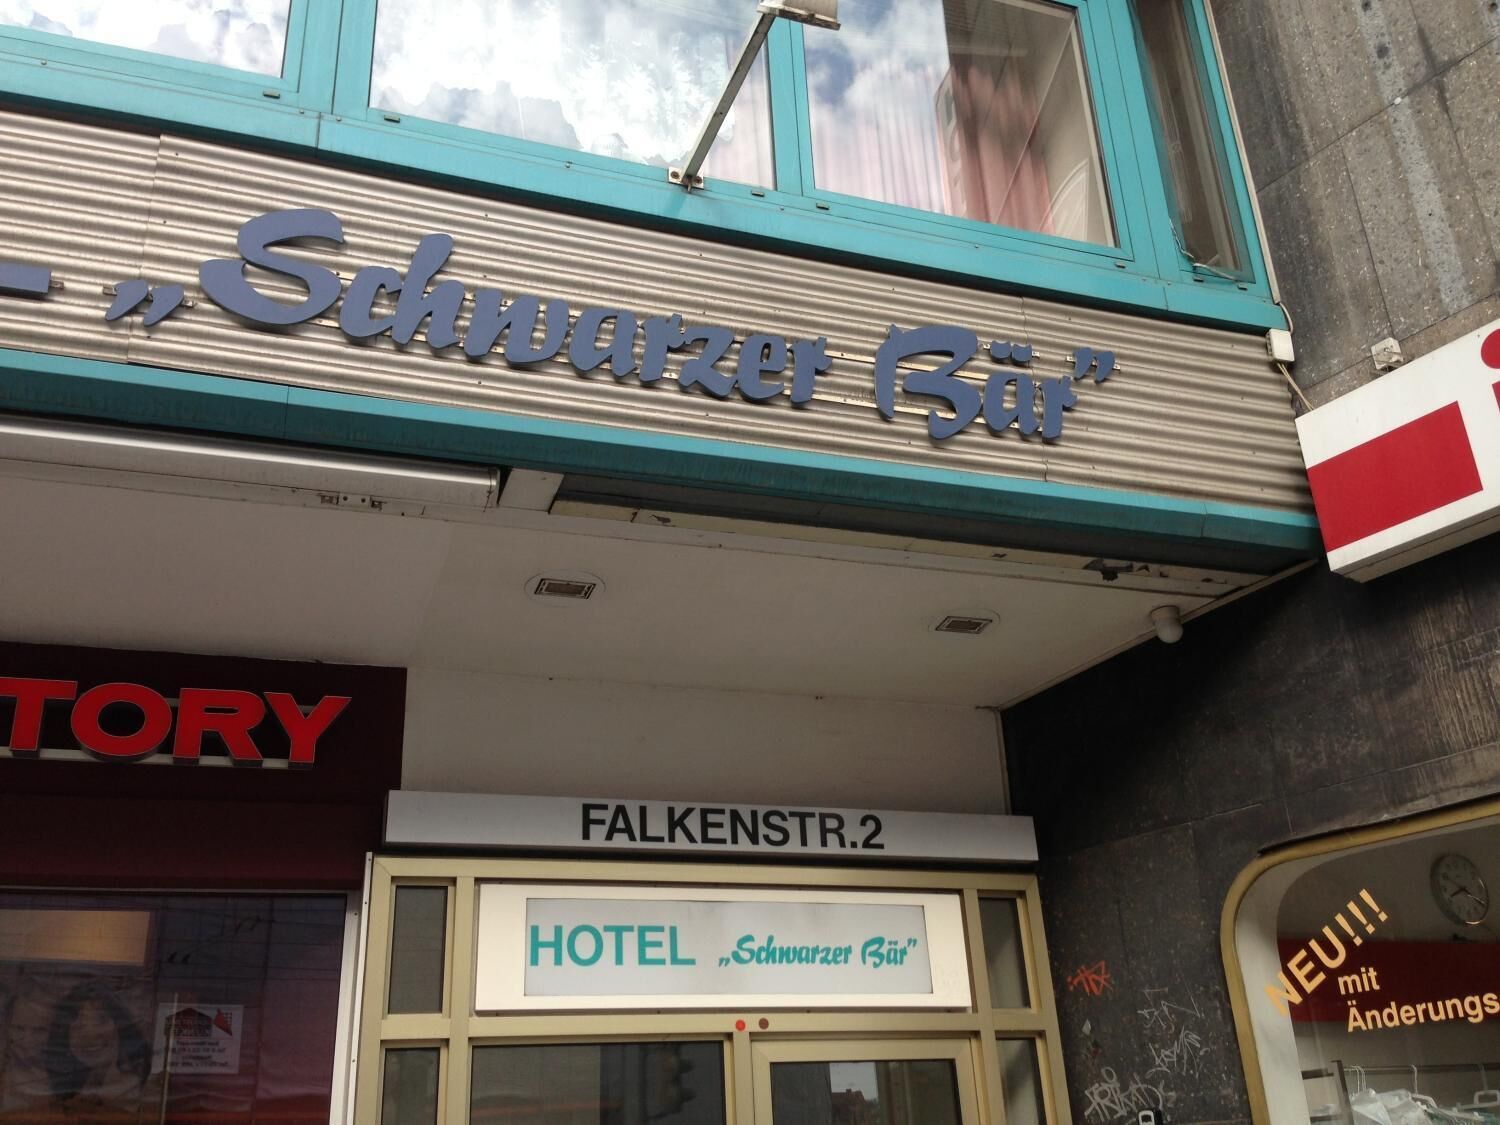 – „Schwarzer Bär”
TORY
FALKENSTR.2
HOTEL „Schwarzer Bär”
NEU!!!
mit
Änderungs